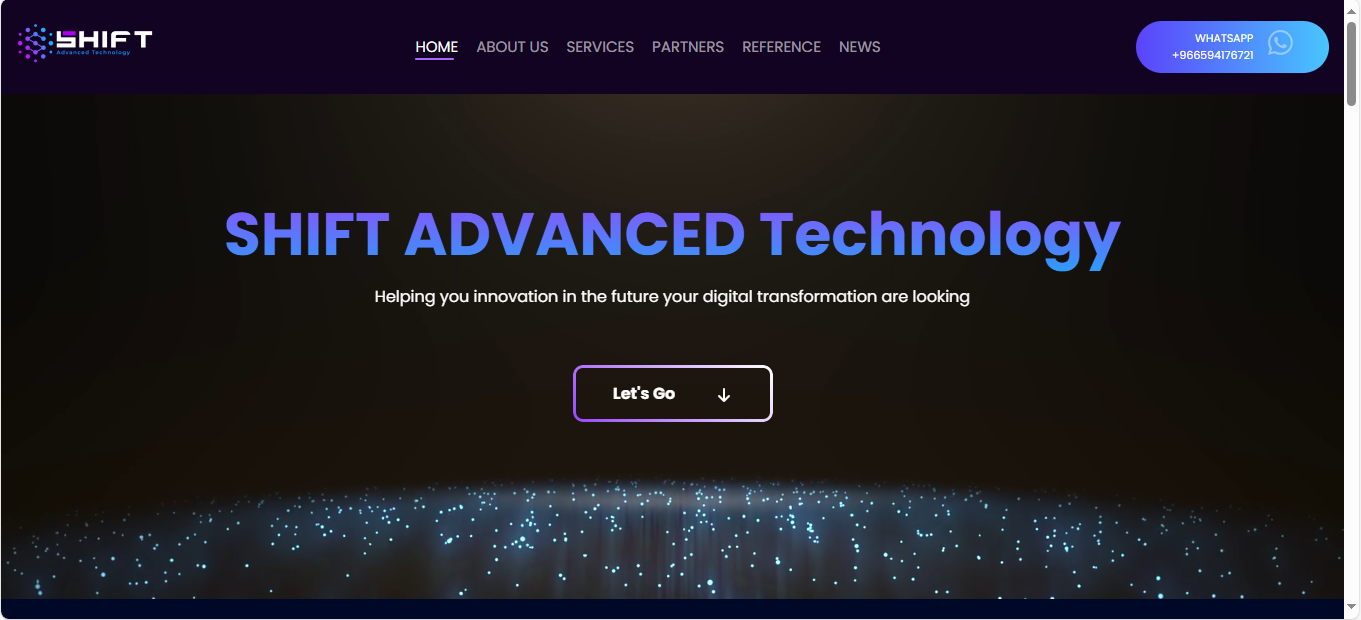 SHIFT
Advanced Technology
HOME ABOUT US SERVICES PARTNERS REFERENCE NEWS
WHATSAPP
+966594176721
SHIFT ADVANCED Technology
Helping you innovation in the future your digital transformation are looking
Let's Go